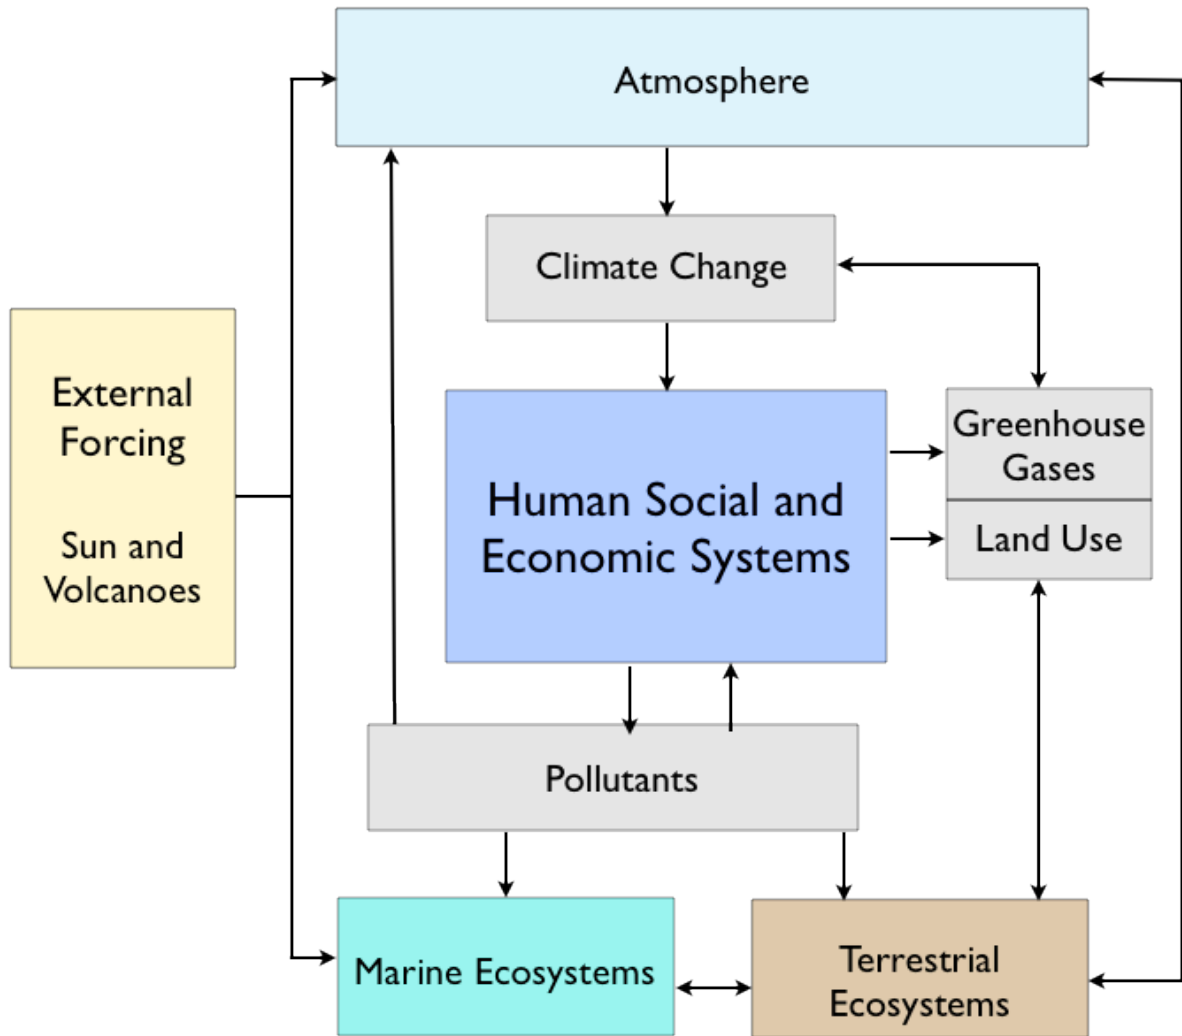 Atmosphere
Climate Change
External
Forcing
Sun and
Volcanoes
Human Social and
Economic Systems
Greenhouse
Gases
Land Use
Pollutants
Marine Ecosystems
Terrestrial
Ecosystems